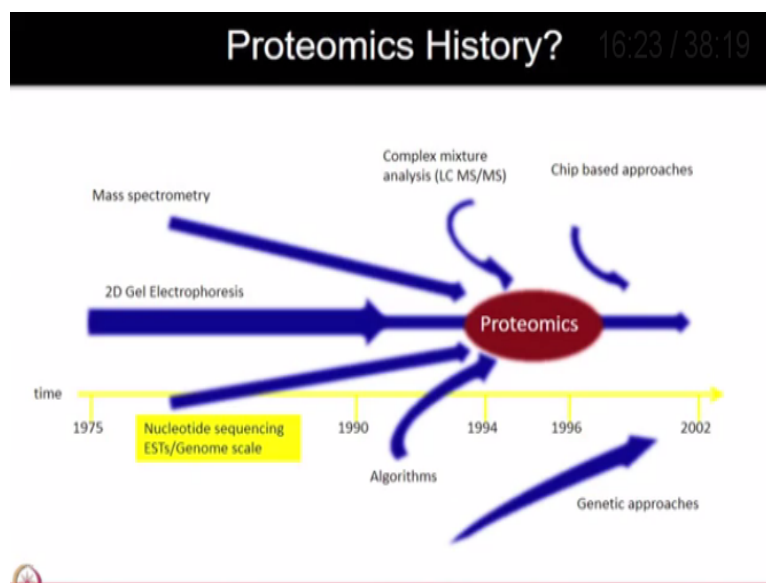 Proteomics History?
16:23 / 38:19
Complex mixture
analysis (LC MS/MS)
Chip based approaches
Mass spectrometry
2D Gel Electrophoresis
Proteomics
time
1975
1990
1994
1996
2002
Nucleotide sequencing
ESTs/Genome scale
Algorithms
Genetic approaches